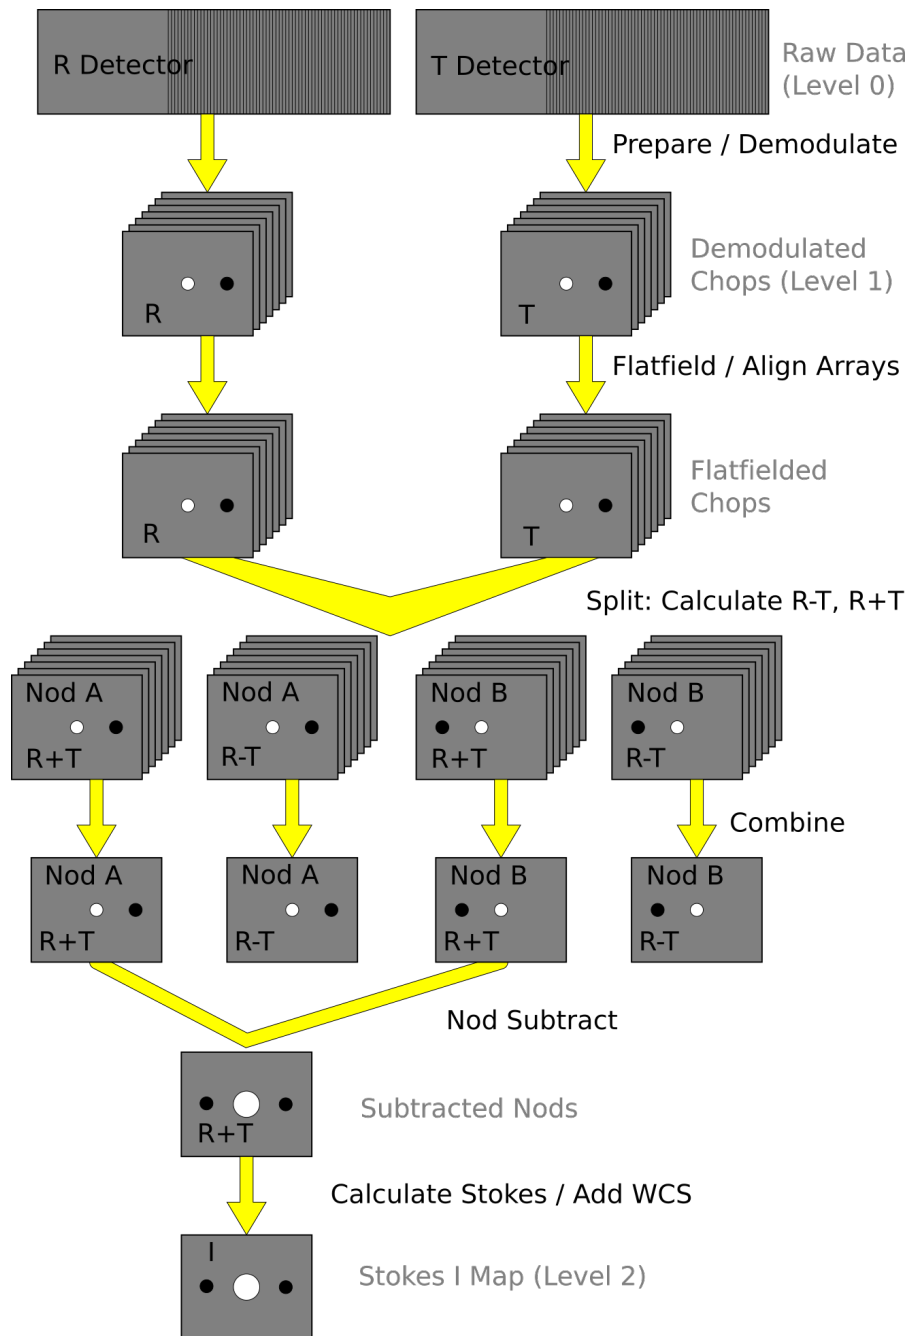 R Detector
T Detector
Raw Data
(Level 0)
Prepare / Demodulate
Demodulated
Chops (Level 1)
R
T
Flatfield / Align Arrays
Flatfielded
Chops
R
T
Split: Calculate R-T, R+T
Nod A
Nod A
Nod B
Nod B
R+T
R-T
R+T
R-T
Combine
Nod A
Nod A
Nod B
Nod B
R+T
R-T
R+T
R-T
Nod Subtract
Subtracted Nods
R+T
Calculate Stokes / Add WCS
I
Stokes I Map (Level 2)